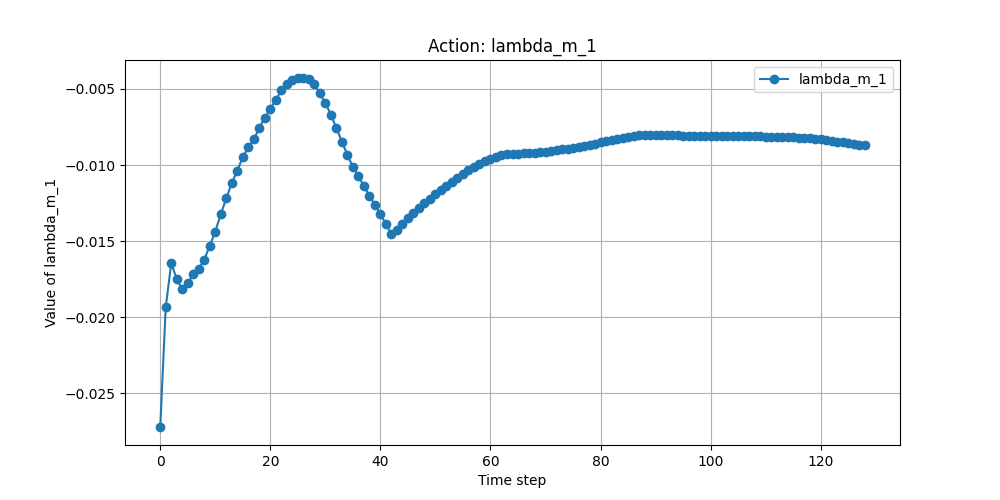 Action: lambda_m_1
lambda_m_1
Value of lambda_m_1
−0.005
−0.010
−0.015
−0.020
−0.025
0 20 40 60 80 100 120
Time step